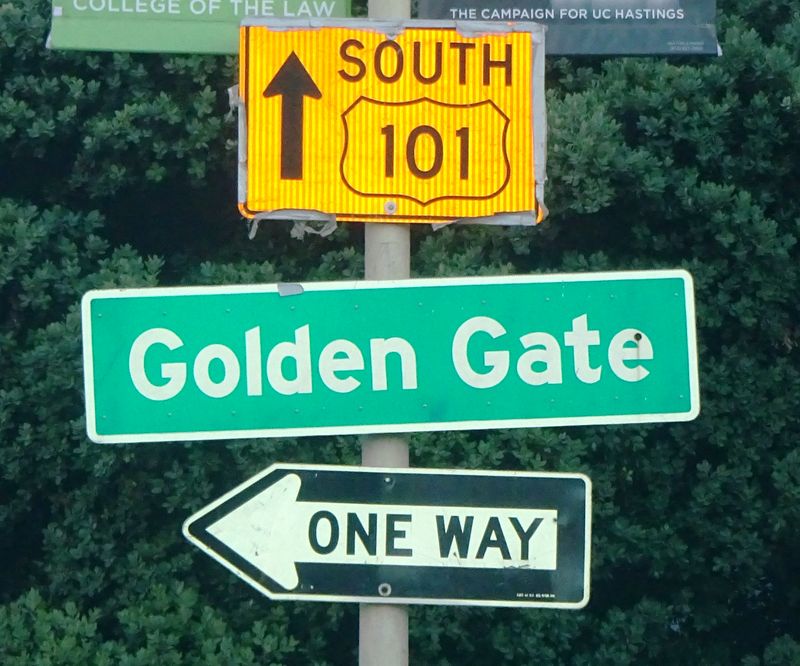 COLLEGE OF THE LAW
THE CAMPAIGN FOR UC HASTINGS
SOUTH
101
Golden Gate
ONE WAY